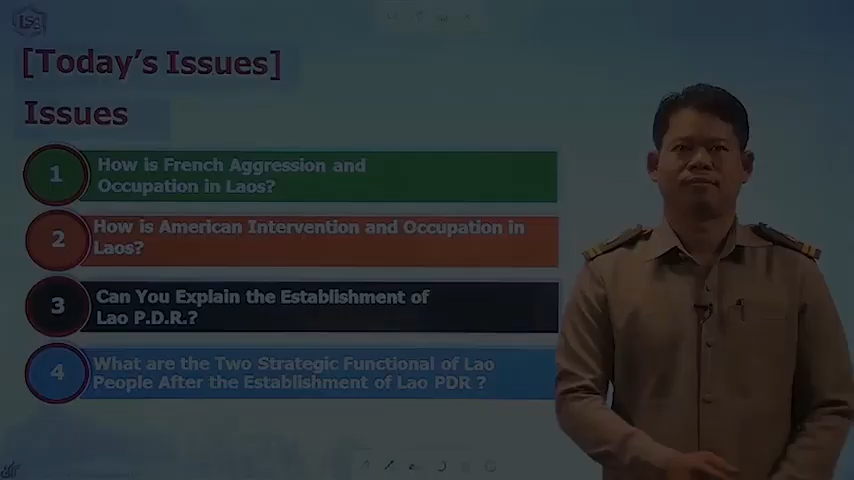 [Today's Issues]
Issues
1
How is French Aggression and
Occupation in Laos?
2
How is American Intervention and Occupation in
Laos?
3
Can You Explain the Establishment of
Lao P.D.R.?
4
What are the Two Strategic Functional of Lao
People After the Establishment of Lao PDR ?